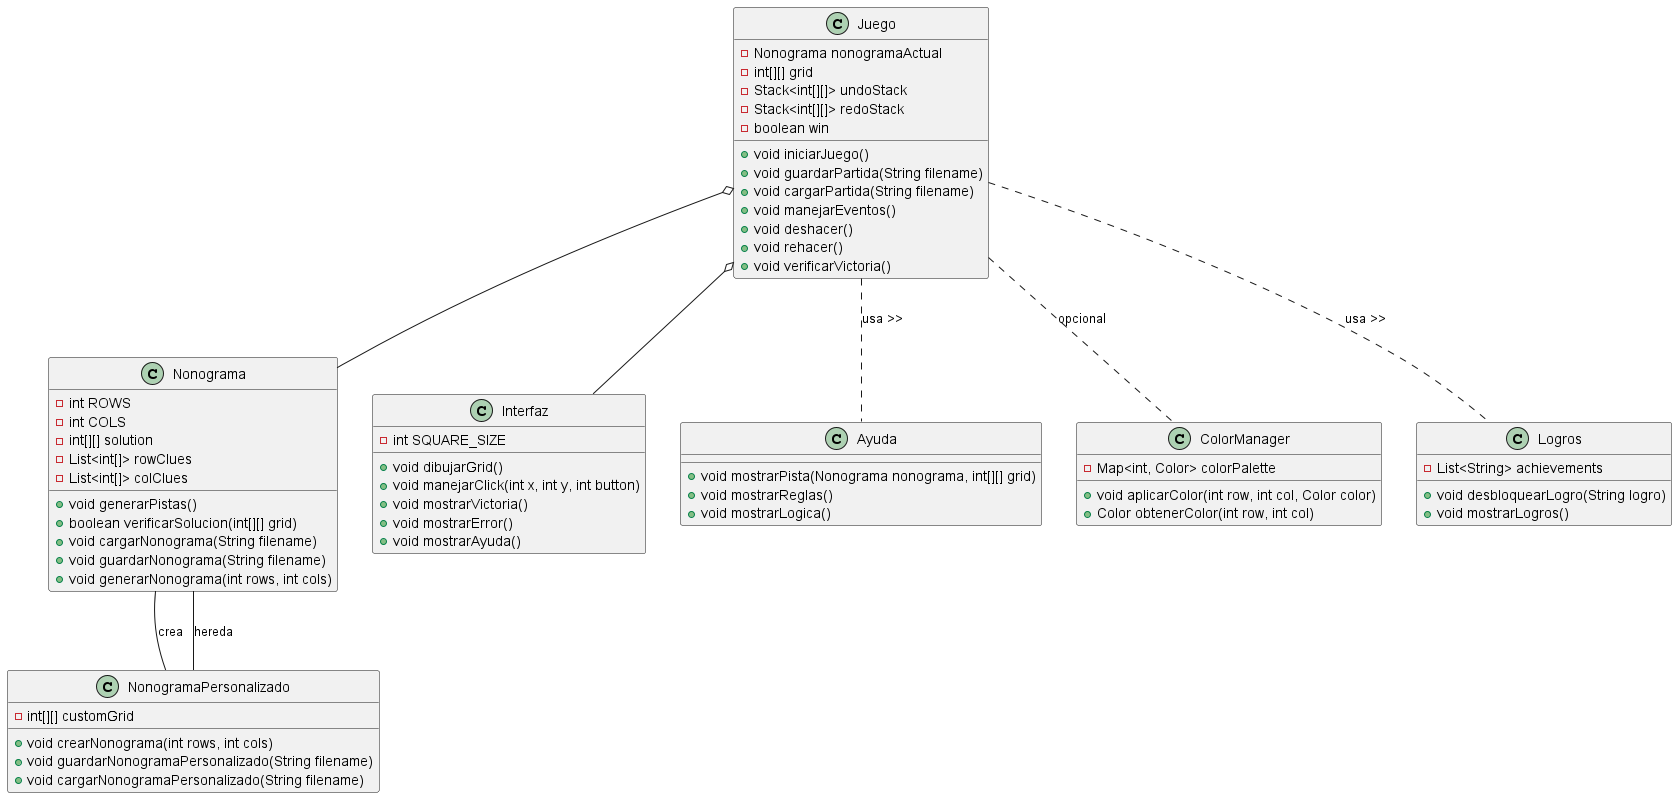 C Juego
Nonograma nonogramaActual
int[][] grid
Stack<int[][]> undoStack
Stack<int[][]> redoStack
boolean win
void iniciarJuego()
void guardarPartida(String filename)
void cargarPartida(String filename)
void manejarEventos()
void deshacer()
void rehacer()
void verificarVictoria()
usa >>
opcional
usa >>
C Nonograma
int ROWS
int COLS
int[][] solution
List<int[]> rowClues
List<int[]> colClues
void generarPistas()
boolean verificarSolucion(int[][] grid)
void cargarNonograma(String filename)
void guardarNonograma(String filename)
void generarNonograma(int rows, int cols)
C Interfaz
int SQUARE_SIZE
void dibujarGrid()
void manejarClick(int x, int y, int button)
void mostrarVictoria()
void mostrarError()
void mostrarAyuda()
C Ayuda
void mostrarPista(Nonograma nonograma, int[][] grid)
void mostrarReglas()
void mostrarLogica()
C ColorManager
Map<int, Color> colorPalette
void aplicarColor(int row, int col, Color color)
Color obtenerColor(int row, int col)
C Logros
List<String> achievements
void desbloquearLogro(String logro)
void mostrarLogros()
crea
hereda
C NonogramaPersonalizado
int[][] customGrid
void crearNonograma(int rows, int cols)
void guardarNonogramaPersonalizado(String filename)
void cargarNonogramaPersonalizado(String filename)